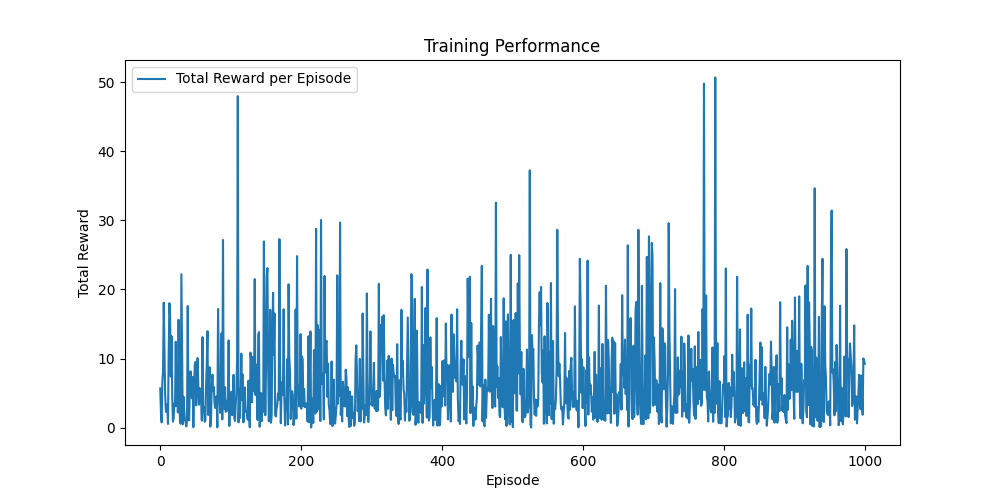 Training Performance
Total Reward per Episode
50
40
30
20
10
0
Total Reward
0 200 400 600 800 1000
Episode